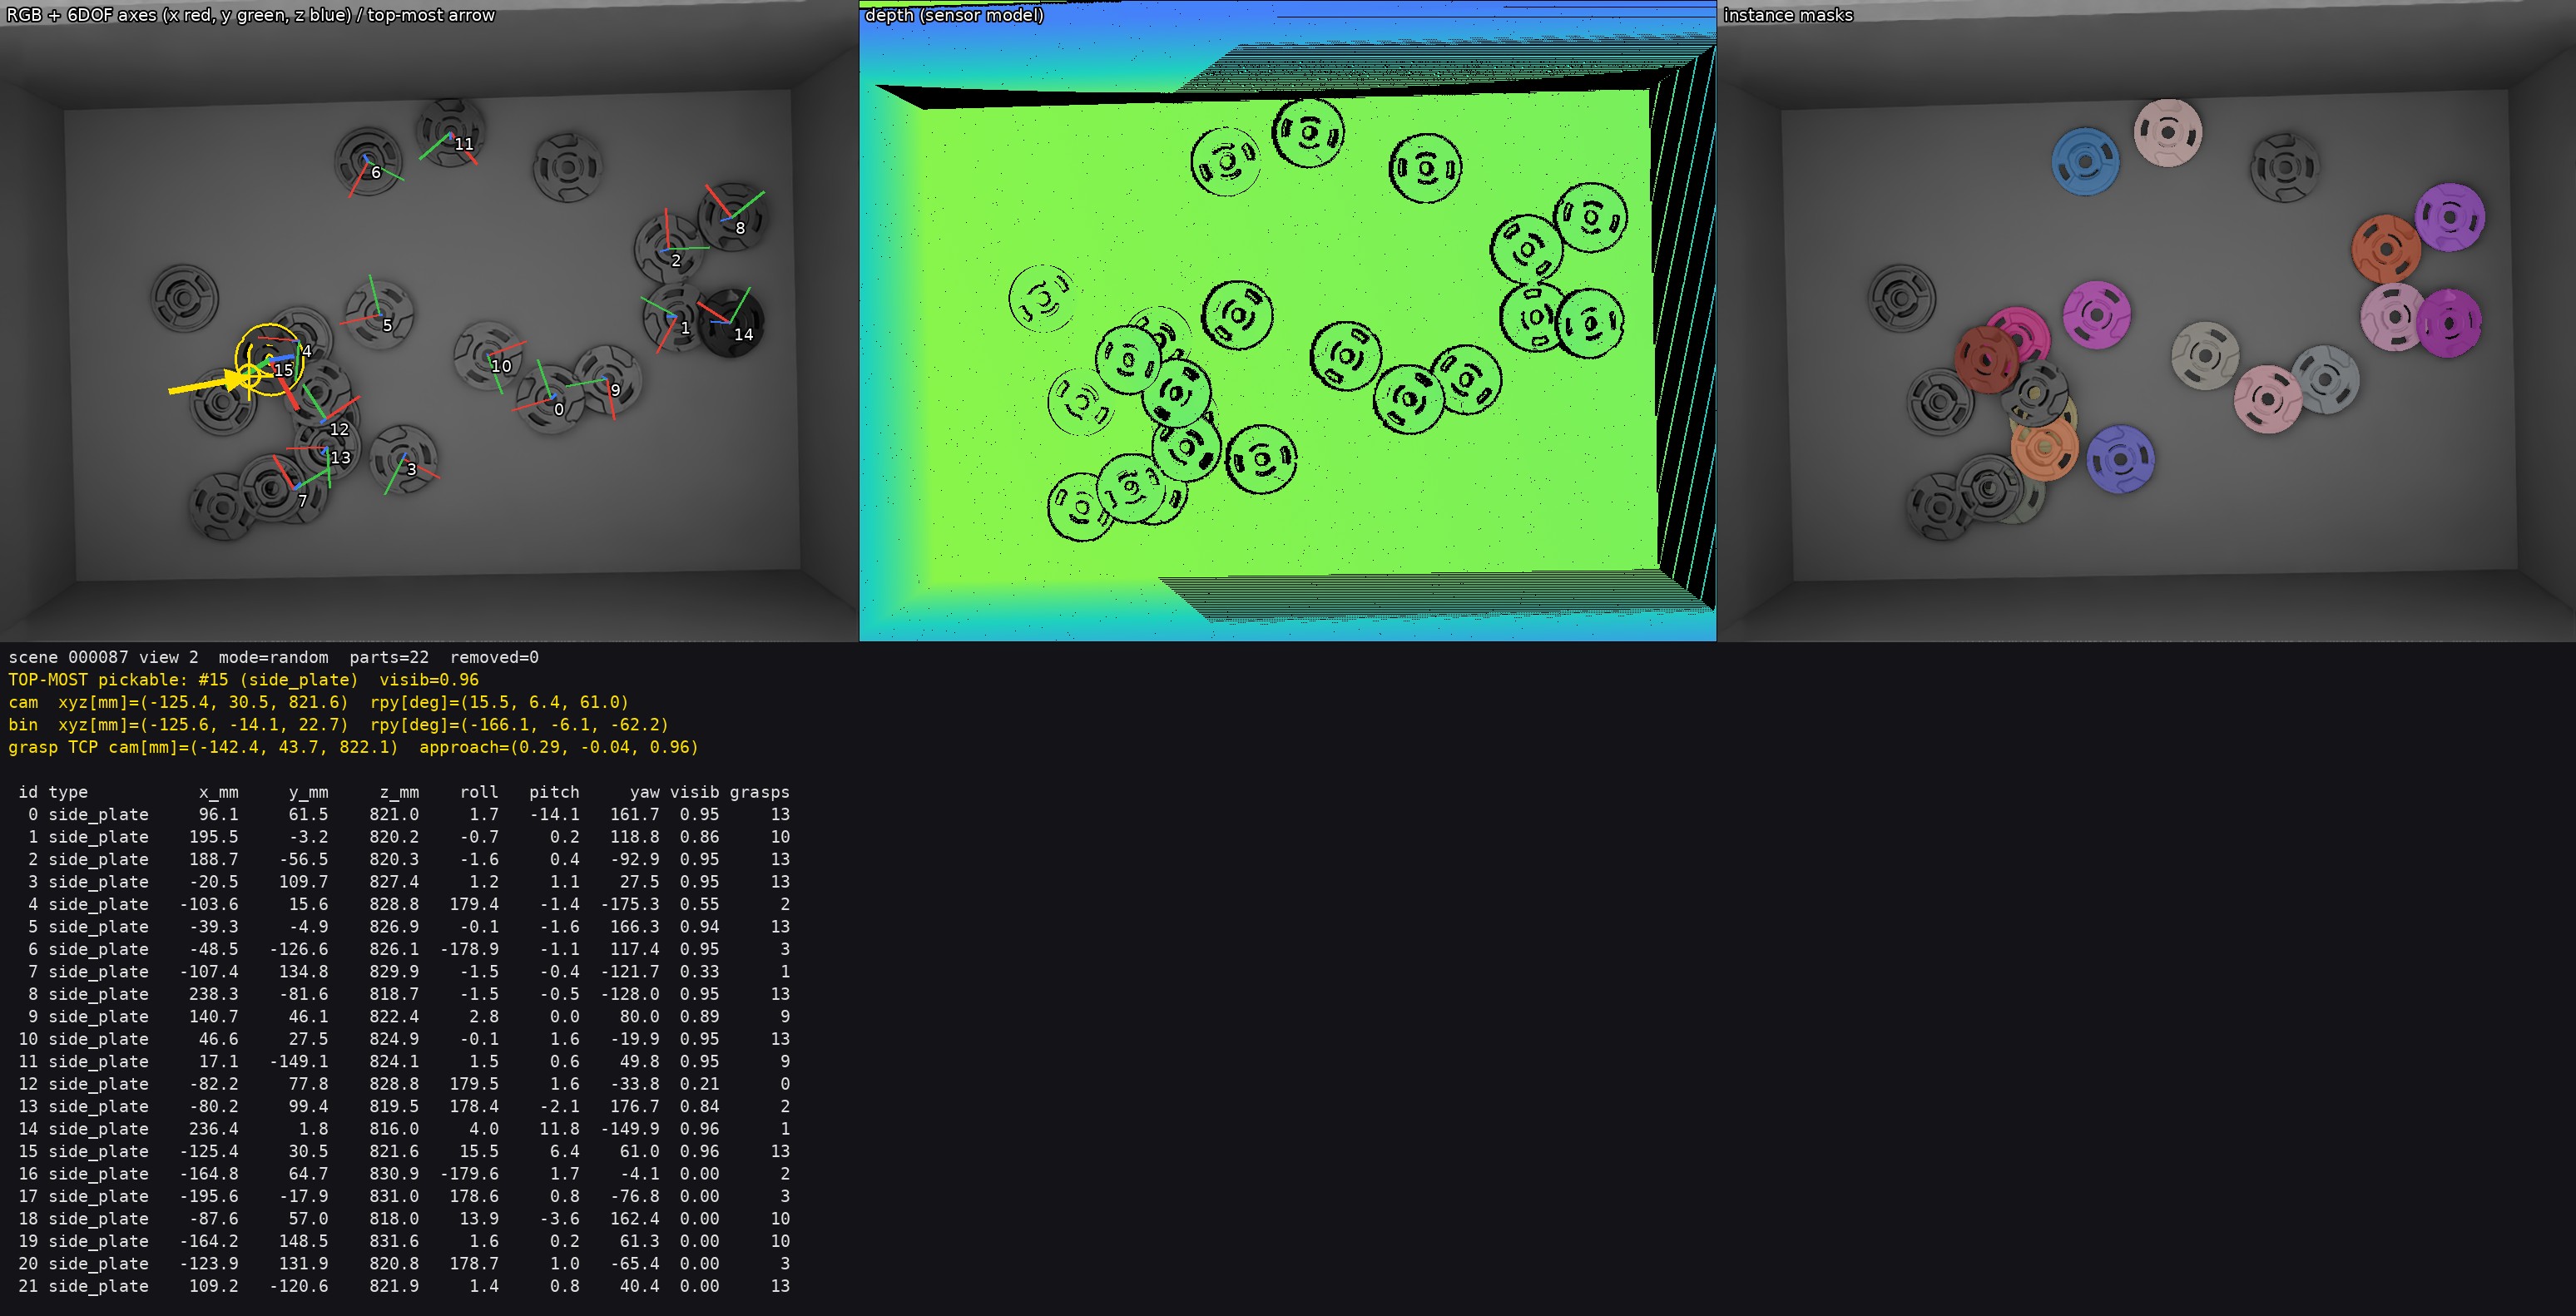 RGB + 6DOF axes (x red, y green, z blue) / top-most arrow
depth (sensor model)
instance masks
11
6
8
2
5
1
14
4
15
10
9
0
12
13
3
7
scene 000087 view 2 mode=random parts=22 removed=0
TOP-MOST pickable: #15 (side_plate) visib=0.96
cam xyz[mm]=(-125.4, 30.5, 821.6) rpy[deg]=(15.5, 6.4, 61.0)
bin xyz[mm]=(-125.6, -14.1, 22.7) rpy[deg]=(-166.1, -6.1, -62.2)
grasp TCP cam[mm]=(-142.4, 43.7, 822.1) approach=(0.29, -0.04, 0.96)
id type x_mm y_mm z_mm roll pitch yaw visib grasps
0 side_plate 96.1 61.5 821.0 1.7 -14.1 161.7 0.95 13
1 side_plate 195.5 -3.2 820.2 -0.7 0.2 118.8 0.86 10
2 side_plate 188.7 -56.5 820.3 -1.6 0.4 -92.9 0.95 13
3 side_plate -20.5 109.7 827.4 1.2 1.1 27.5 0.95 13
4 side_plate -103.6 15.6 828.8 179.4 -1.4 -175.3 0.55 2
5 side_plate -39.3 -4.9 826.9 -0.1 -1.6 166.3 0.94 13
6 side_plate -48.5 -126.6 826.1 -178.9 -1.1 117.4 0.95 3
7 side_plate -107.4 134.8 829.9 -1.5 -0.4 -121.7 0.33 1
8 side_plate 238.3 -81.6 818.7 -1.5 -0.5 -128.0 0.95 13
9 side_plate 140.7 46.1 822.4 2.8 0.0 80.0 0.89 9
10 side_plate 46.6 27.5 824.9 -0.1 1.6 -19.9 0.95 13
11 side_plate 17.1 -149.1 824.1 1.5 0.6 49.8 0.95 9
12 side_plate -82.2 77.8 828.8 179.5 1.6 -33.8 0.21 0
13 side_plate -80.2 99.4 819.5 178.4 -2.1 176.7 0.84 2
14 side_plate 236.4 1.8 816.0 4.0 11.8 -149.9 0.96 1
15 side_plate -125.4 30.5 821.6 15.5 6.4 61.0 0.96 13
16 side_plate -164.8 64.7 830.9 -179.6 1.7 -4.1 0.00 2
17 side_plate -195.6 -17.9 831.0 178.6 0.8 -76.8 0.00 3
18 side_plate -87.6 57.0 818.0 13.9 -3.6 162.4 0.00 10
19 side_plate -164.2 148.5 831.6 1.6 0.2 61.3 0.00 10
20 side_plate -123.9 131.9 820.8 178.7 1.0 -65.4 0.00 3
21 side_plate 109.2 -120.6 821.9 1.4 0.8 40.4 0.00 13